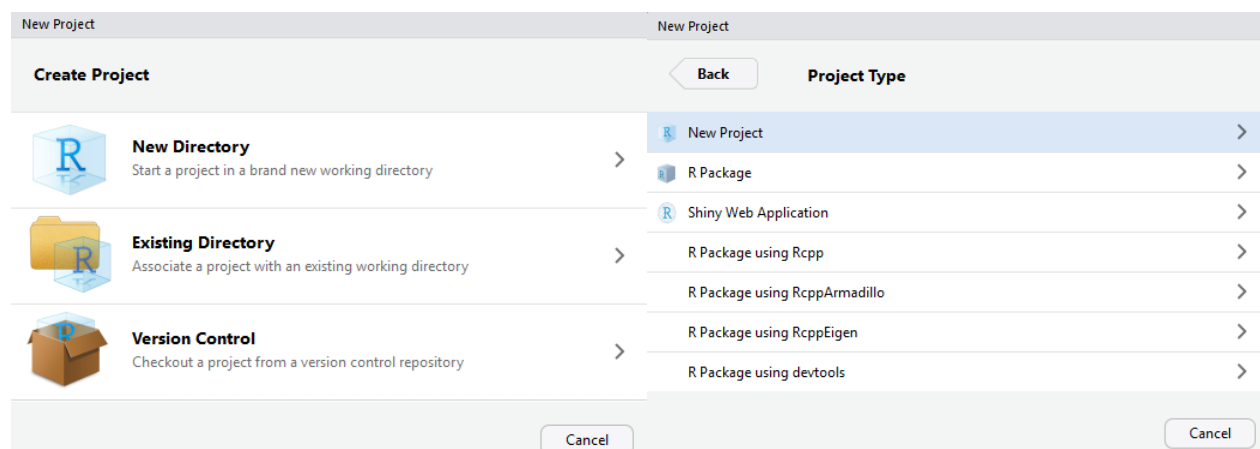 New Project
Create Project
New Directory
Start a project in a brand new working directory
Existing Directory
Associate a project with an existing working directory
Version Control
Checkout a project from a version control repository
Cancel
New Project
Back
Project Type
New Project
R Package
Shiny Web Application
R Package using Rcpp
R Package using RcppArmadillo
R Package using RcppEigen
R Package using devtools
Cancel